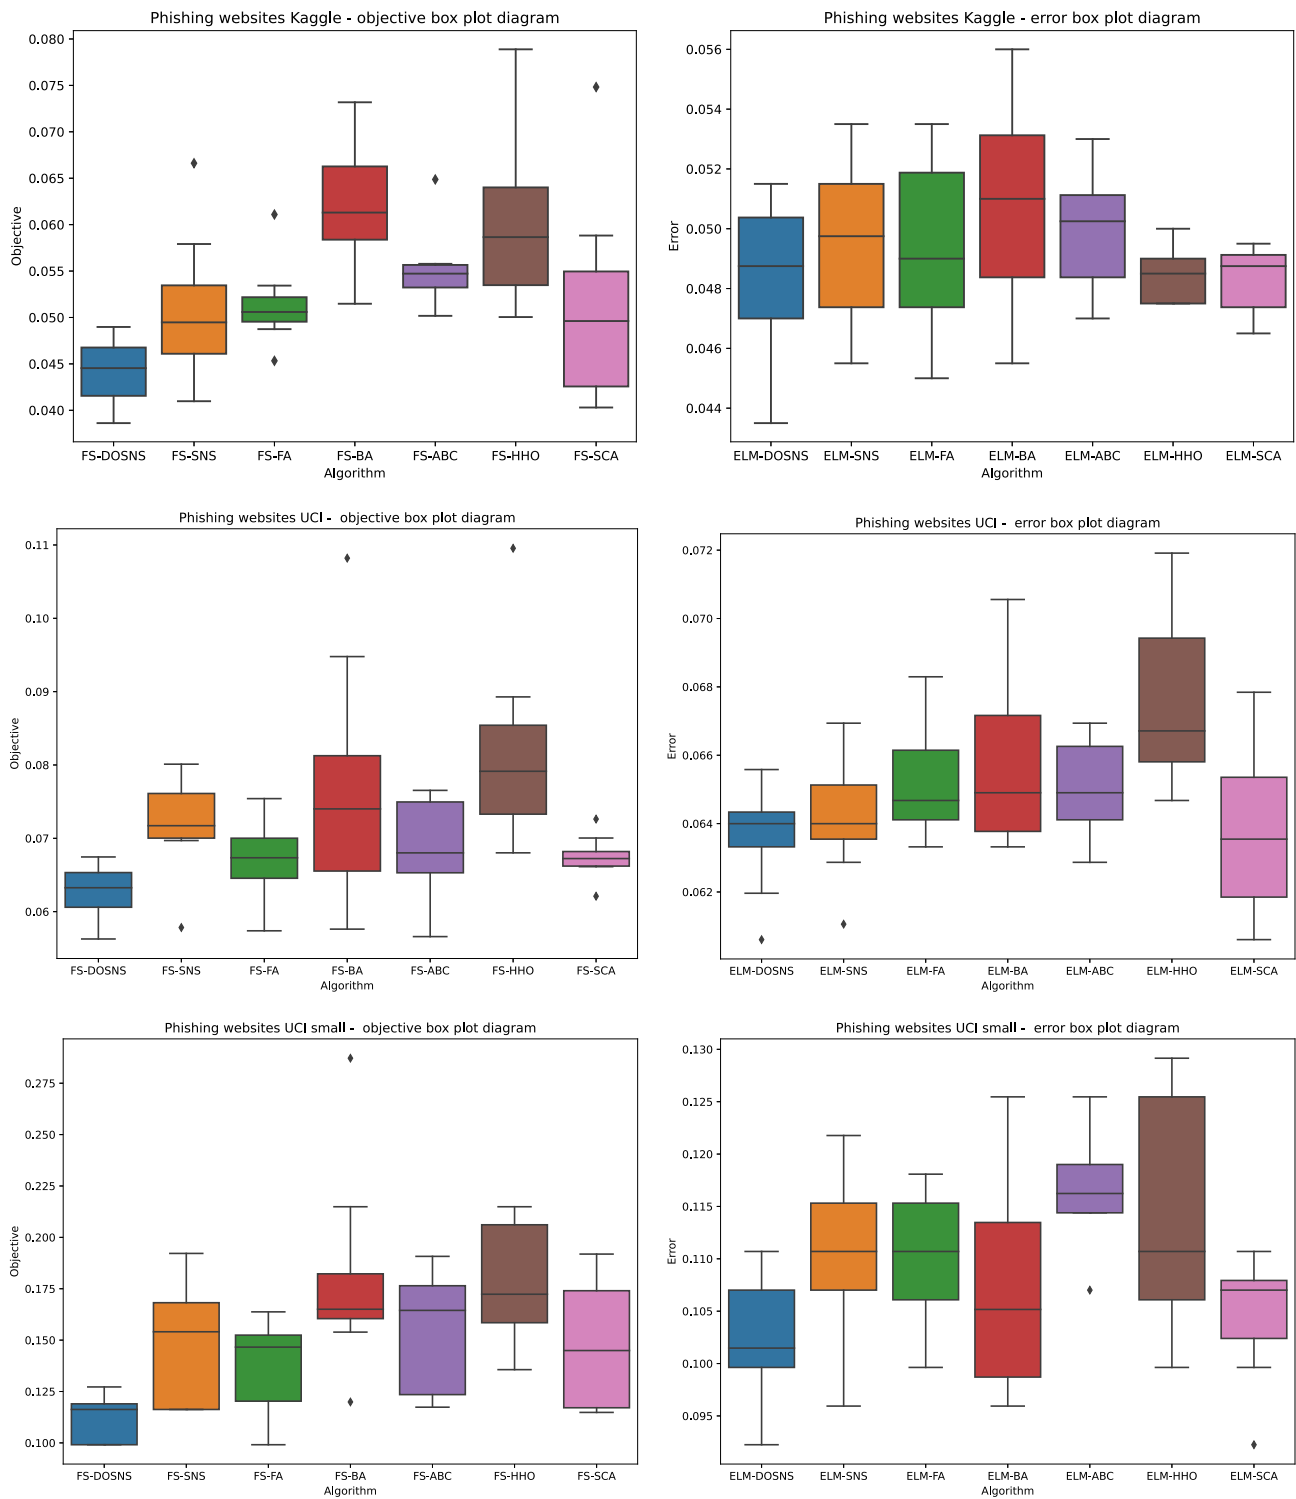 Phishing websites Kaggle - objective box plot diagram
0.080
0.075
0.070
0.065
0.060
0.055
0.050
0.045
0.040
Objective
FS-DOSNS FS-SNS FS-FA FS-BA FS-ABC FS-HHO FS-SCA
Algorithm
Phishing websites Kaggle - error box plot diagram
0.056
0.054
0.052
0.050
0.048
0.046
0.044
Error
ELM-DOSNS ELM-SNS ELM-FA ELM-BA ELM-ABC ELM-HHO ELM-SCA
Algorithm
Phishing websites UCI - objective box plot diagram
0.11
0.10
0.09
0.08
0.07
0.06
Objective
FS-DOSNS FS-SNS FS-FA FS-BA FS-ABC FS-HHO FS-SCA
Algorithm
Phishing websites UCI - error box plot diagram
0.072
0.070
0.068
0.066
0.064
0.062
Error
ELM-DOSNS ELM-SNS ELM-FA ELM-BA ELM-ABC ELM-HHO ELM-SCA
Algorithm
Phishing websites UCI small - objective box plot diagram
0.275
0.250
0.225
0.200
0.175
0.150
0.125
0.100
Objective
FS-DOSNS FS-SNS FS-FA FS-BA FS-ABC FS-HHO FS-SCA
Algorithm
Phishing websites UCI small - error box plot diagram
0.130
0.125
0.120
0.115
0.110
0.105
0.100
0.095
Error
ELM-DOSNS ELM-SNS ELM-FA ELM-BA ELM-ABC ELM-HHO ELM-SCA
Algorithm